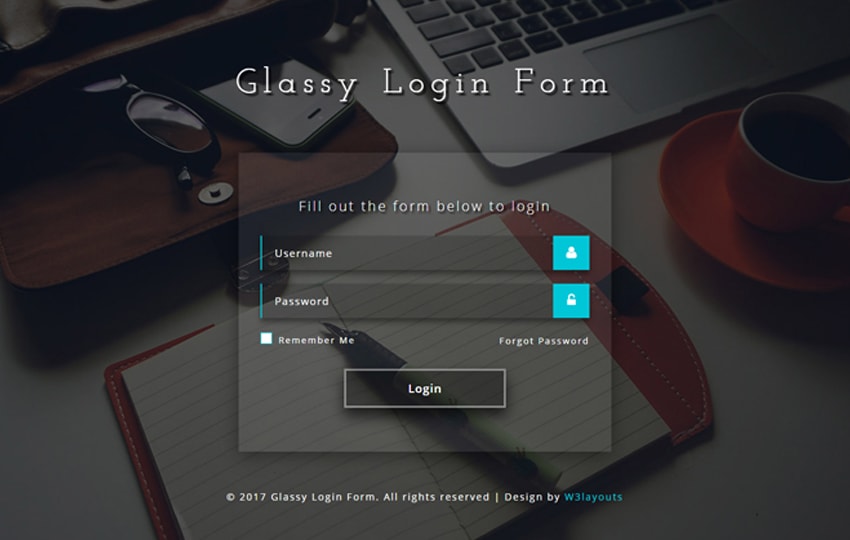 Glassy Login Form
Fill out the form below to login
Username
Password
Remember Me
Forgot Password
Login
© 2017 Glassy Login Form. All rights reserved | Design by W3layouts